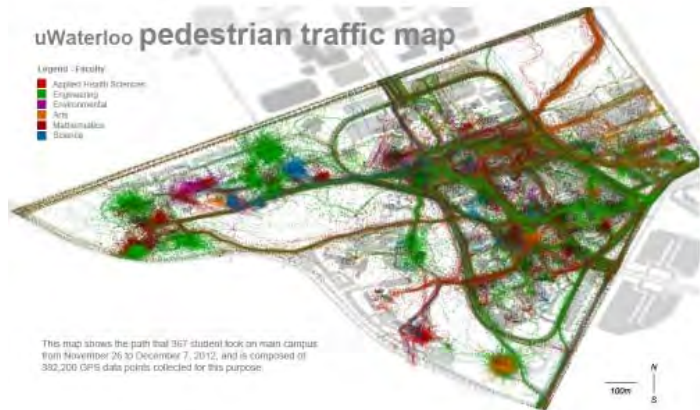 uWaterloo pedestrian traffic map
Legend - Faculty
Applied Health Sciences
Engineering
Environmental
Arts
Mathematics
Science
This map shows the path that 367 student took on main campus
from November 26 to December 7, 2012, and is composed of
382,200 GPS data points collected for this purpose
N
100m
S